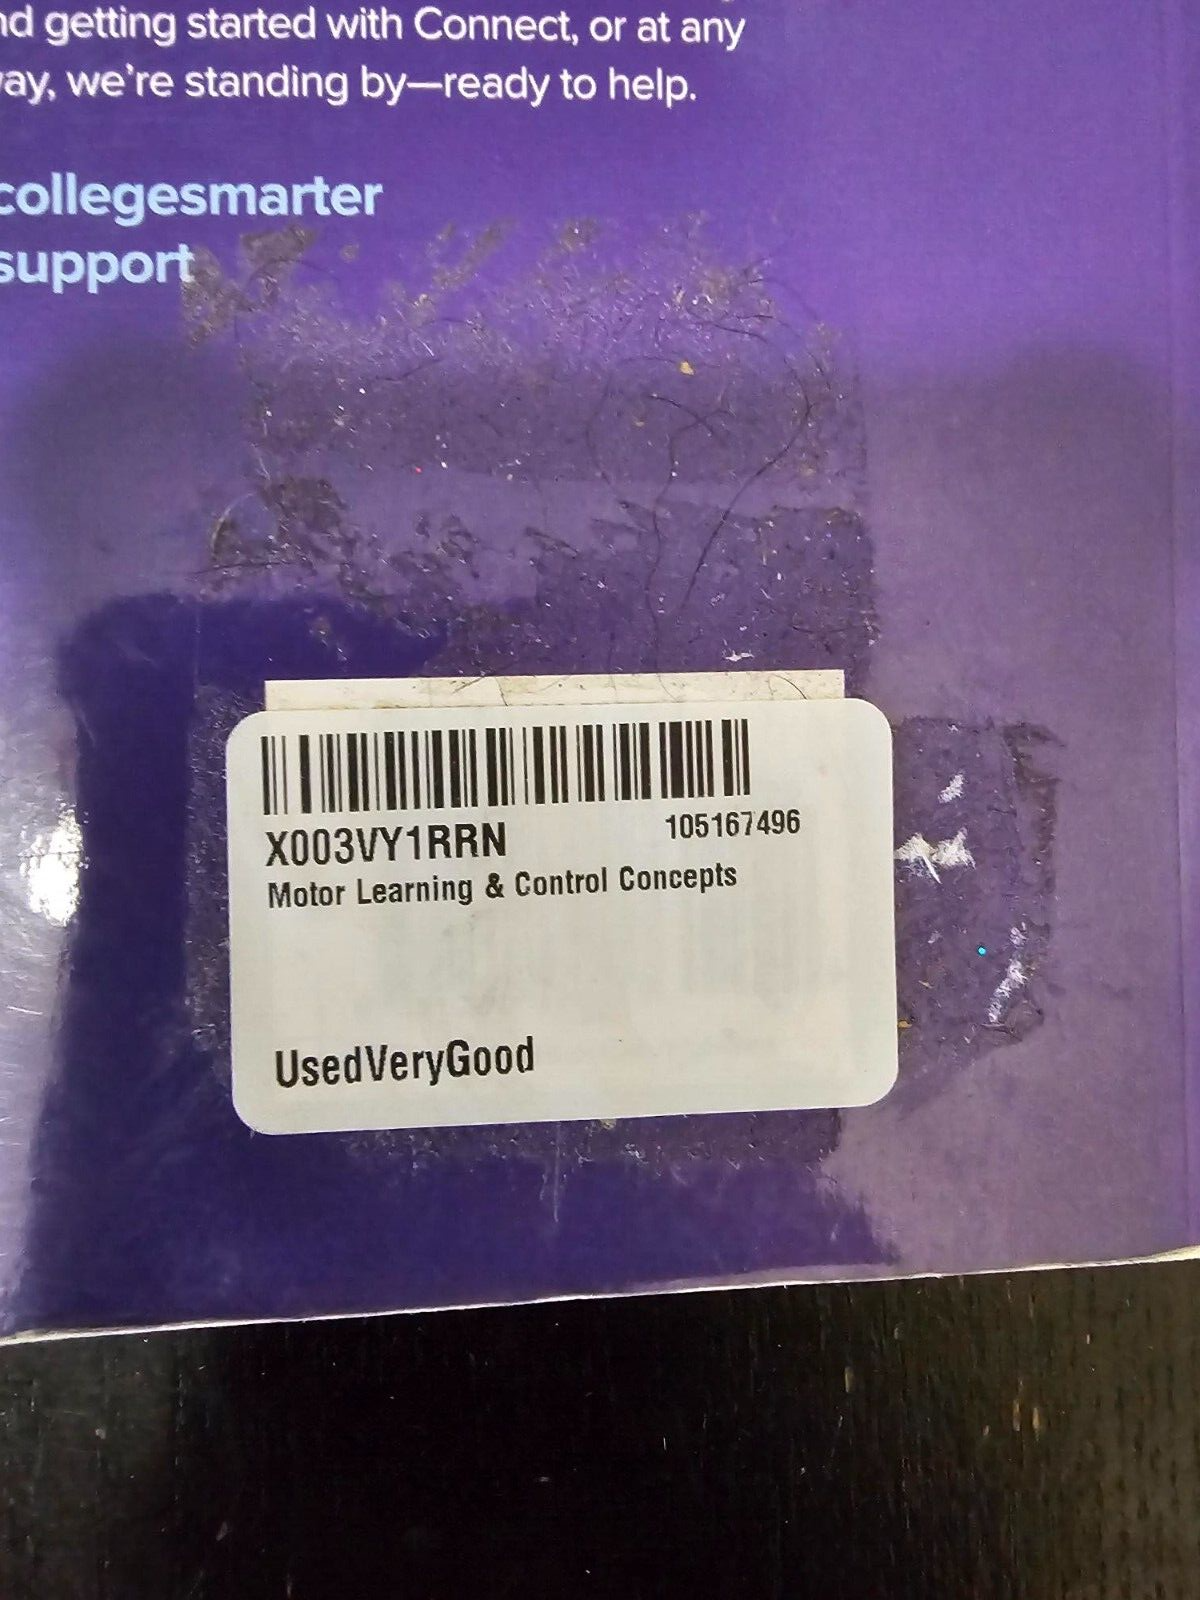 nd getting started with Connect, or at any
ay, we're standing by—ready to help.
collegesmarter
support
X003VY1RRN
105167496
Motor Learning & Control Concepts
UsedVeryGood